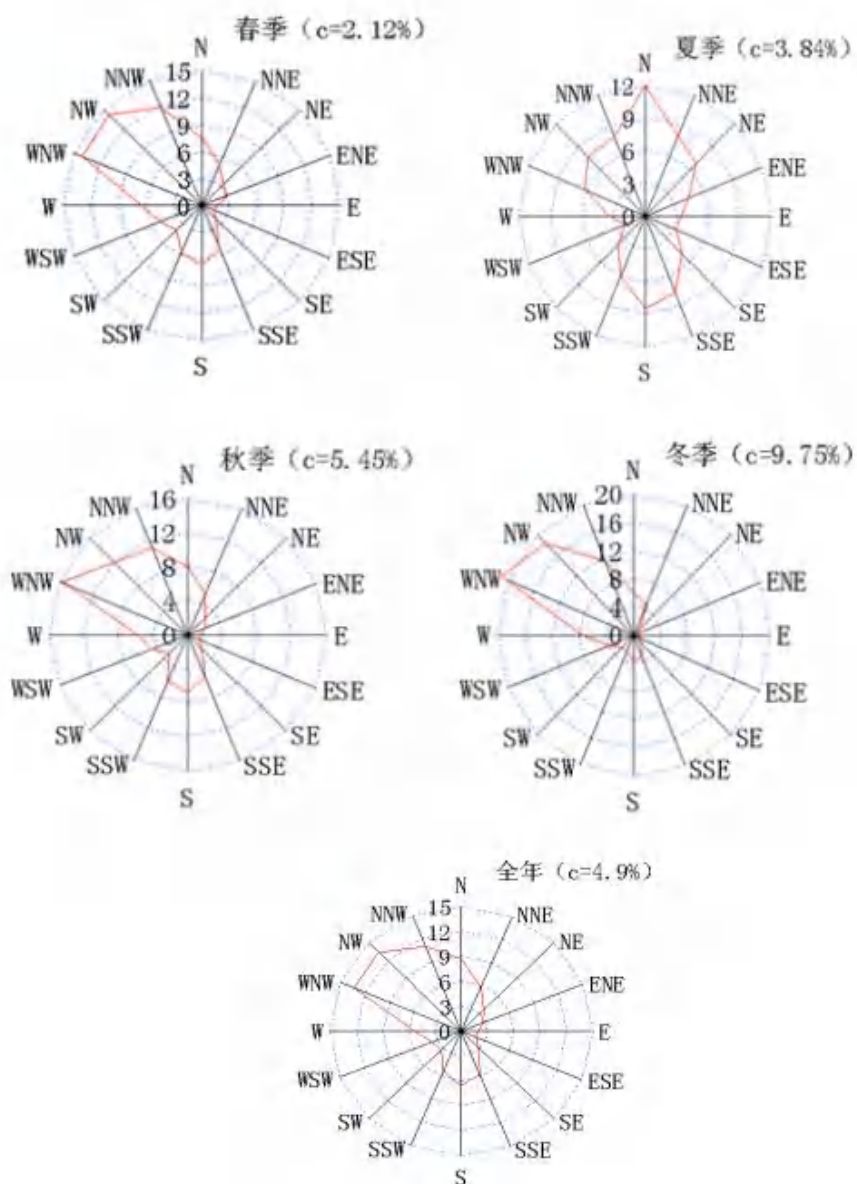 春季（c=2.12%）
N
NNE
NE
ENE
E
ESE
SE
SSE
S
SSW
SW
WSW
W
WNW
NW
NNW
15
12
9
6
3
0
夏季（c=3.84%）
N
NNE
NE
ENE
E
ESE
SE
SSE
S
SSW
SW
WSW
W
WNW
NW
NNW
12
9
6
3
0
秋季（c=5.45%）
N
NNE
NE
ENE
E
ESE
SE
SSE
S
SSW
SW
WSW
W
WNW
NW
NNW
16
12
8
4
0
冬季（c=9.75%）
N
NNE
NE
ENE
E
ESE
SE
SSE
S
SSW
SW
WSW
W
WNW
NW
NNW
20
16
12
8
4
0
全年（c=4.9%）
N
NNE
NE
ENE
E
ESE
SE
SSE
S
SSW
SW
WSW
W
WNW
NW
NNW
15
12
9
6
3
0